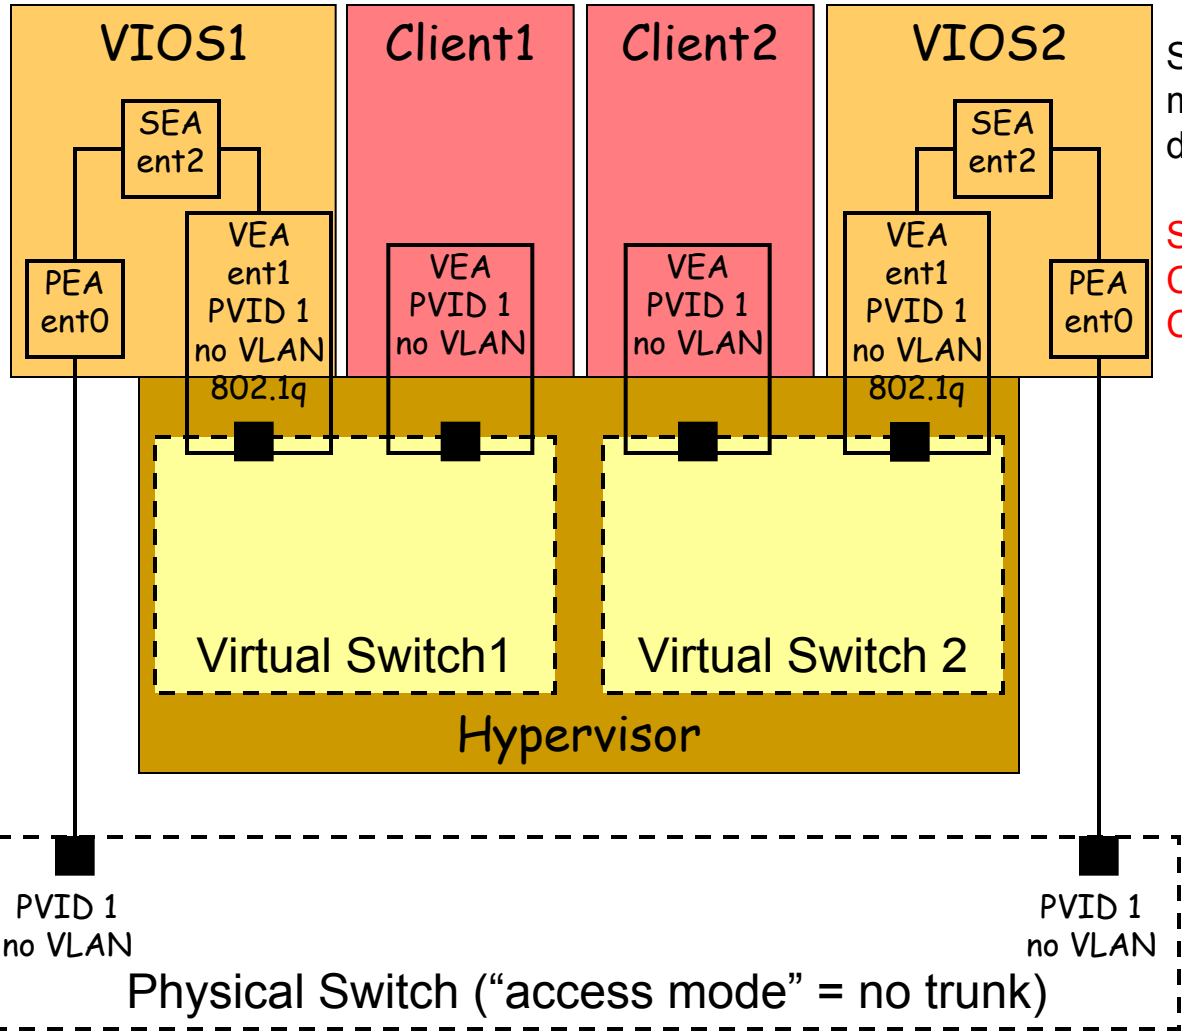 VIOS1
Client1
Client2
VIOS2
SEA
ent2
SEA
ent2
VEA
ent1
PVID 1
no VLAN
802.1q
VEA
PVID 1
no VLAN
VEA
PVID 1
no VLAN
VEA
ent1
PVID 1
no VLAN
802.1q
PEA
ent0
PEA
ent0
Virtual Switch1
Virtual Switch 2
Hypervisor
PVID 1
no VLAN
PVID 1
no VLAN
Physical Switch (“access mode” = no trunk)